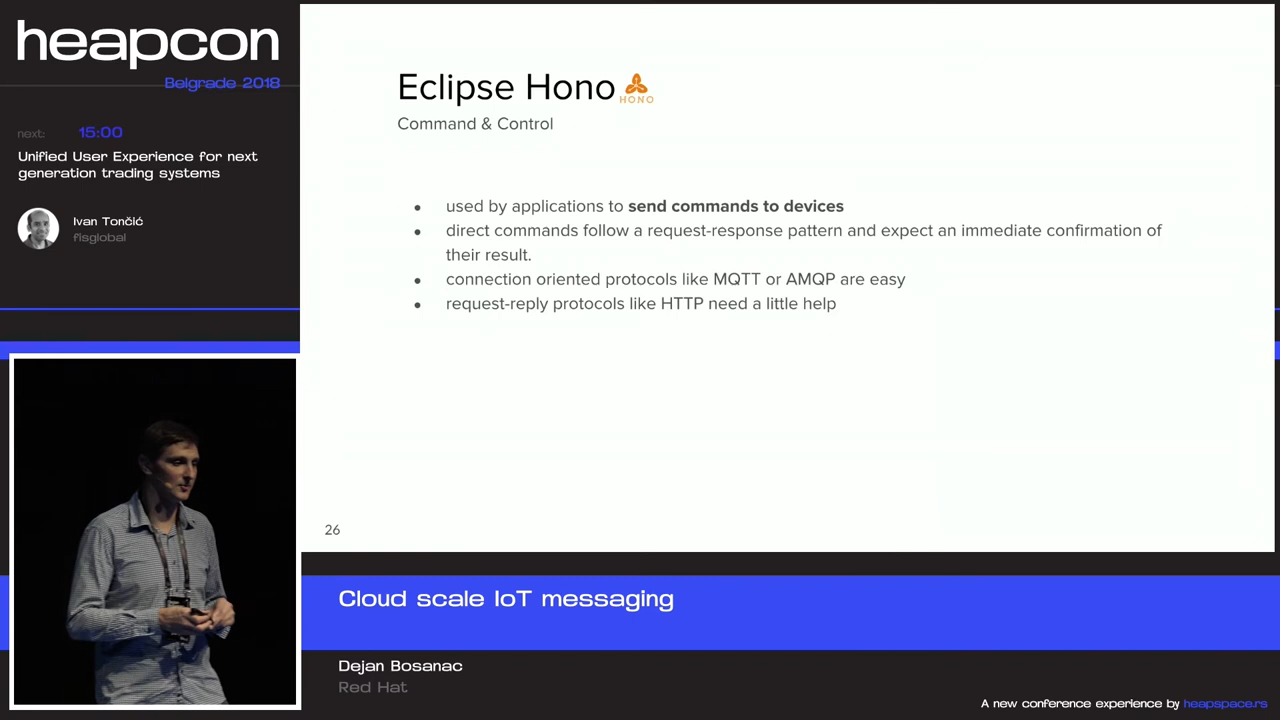 heapcon
Belgrade 2018
next: 15:00
Unified User Experience for next
generation trading systems
Ivan Tončić
fisglobal
Eclipse Hono
HONO
Command & Control
● used by applications to send commands to devices
● direct commands follow a request-response pattern and expect an immediate confirmation of
their result.
● connection oriented protocols like MQTT or AMQP are easy
● request-reply protocols like HTTP need a little help
26
Cloud scale IoT messaging
Dejan Bosanac
Red Hat
A new conference experience by heapspace.rs